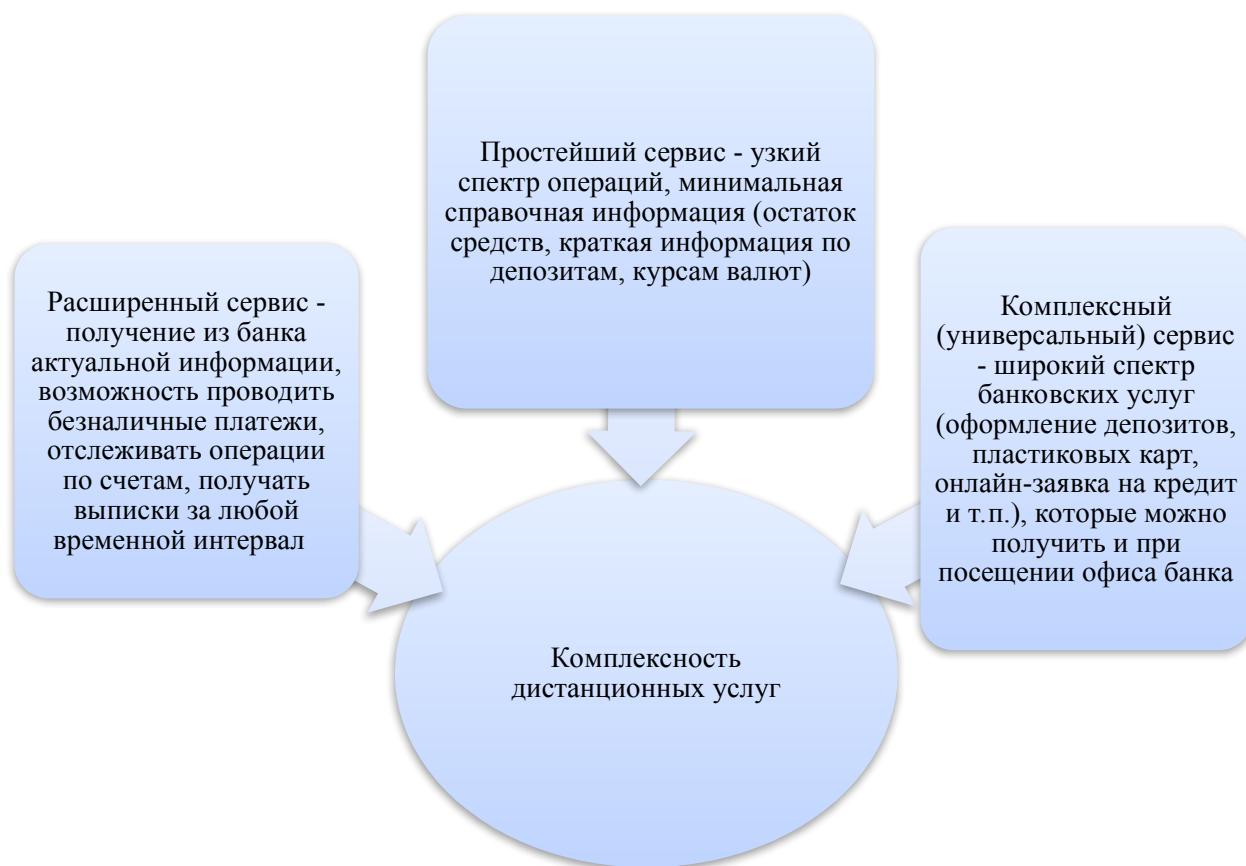 Простейший сервис - узкий
спектр операций, минимальная
справочная информация (остаток
средств, краткая информация по
депозитам, курсам валют)
Расширенный сервис -
получение из банка
актуальной информации,
возможность проводить
безналичные платежи,
отслеживать операции
по счетам, получать
выписки за любой
временной интервал
Комплексный
(универсальный) сервис
- широкий спектр
банковских услуг
(оформление депозитов,
пластиковых карт,
онлайн-заявка на кредит
и т.п.), которые можно
получить и при
посещении офиса банка
Комплексность
дистанционных услуг